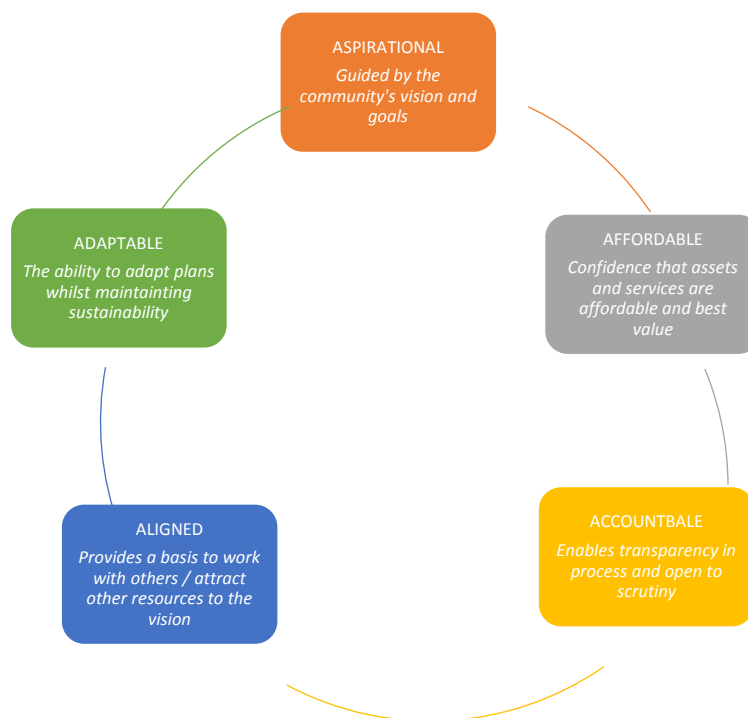 ASPIRATIONAL
Guided by the
community's vision and
goals
AFFORDABLE
Confidence that assets
and services are
affordable and best
value
ACCOUNTBALE
Enables transparency in
process and open to
scrutiny
ALIGNED
Provides a basis to work
with others / attract
other resources to the
vision
ADAPTABLE
The ability to adapt plans
whilst maintainting
sustainability